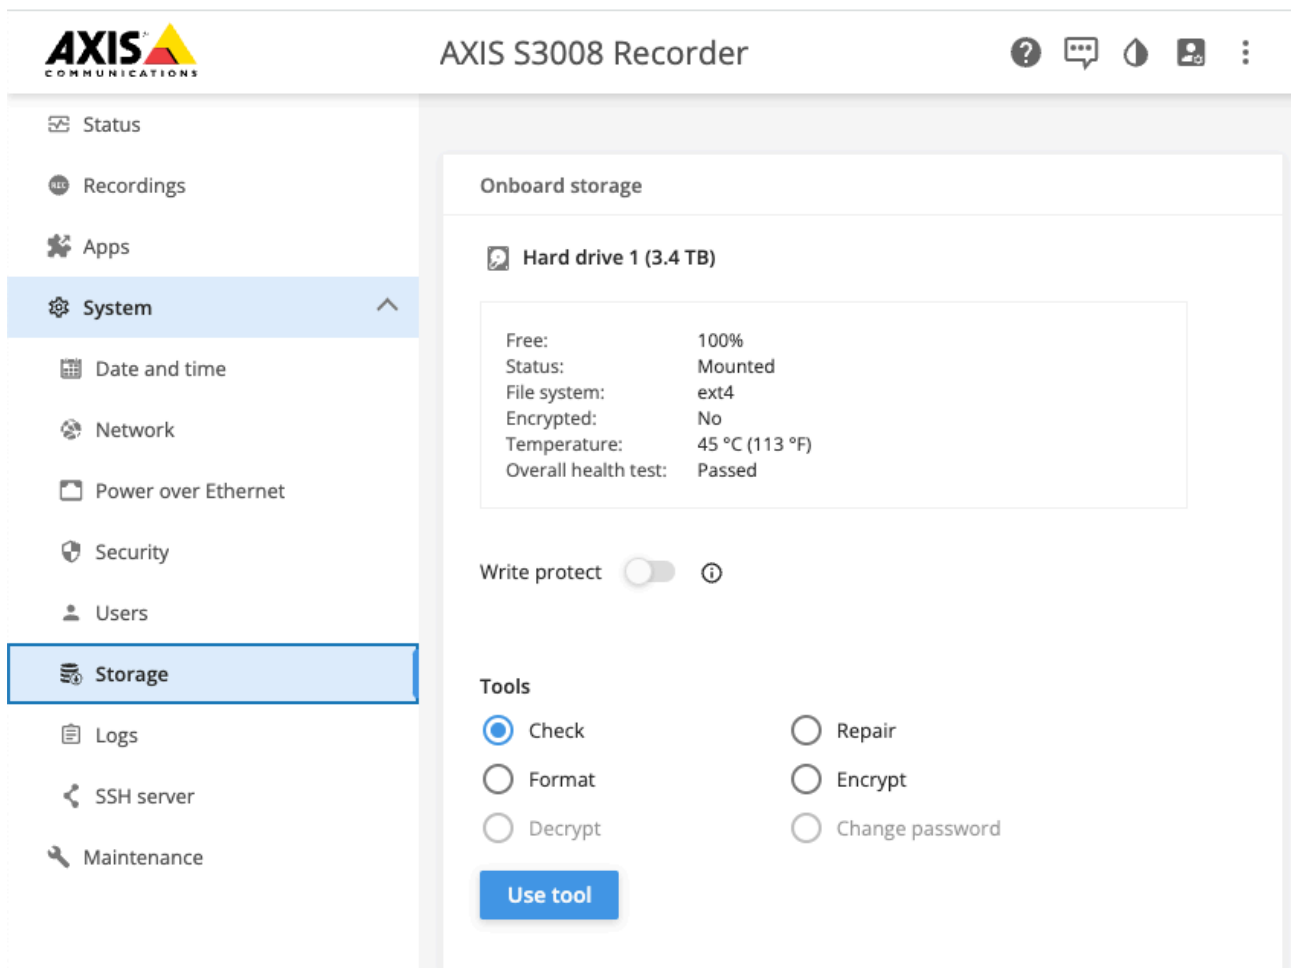 AXIS
COMMUNICATIONS
AXIS S3008 Recorder
Status
REC Recordings
Apps
System
Date and time
Network
Power over Ethernet
Security
Users
Storage
Logs
SSH server
Maintenance
Onboard storage
Hard drive 1 (3.4 TB)
Free: 100%
Status: Mounted
File system: ext4
Encrypted: No
Temperature: 45 °C (113 °F)
Overall health test: Passed
Write protect
Tools
Check Repair
Format Encrypt
Decrypt Change password
Use tool